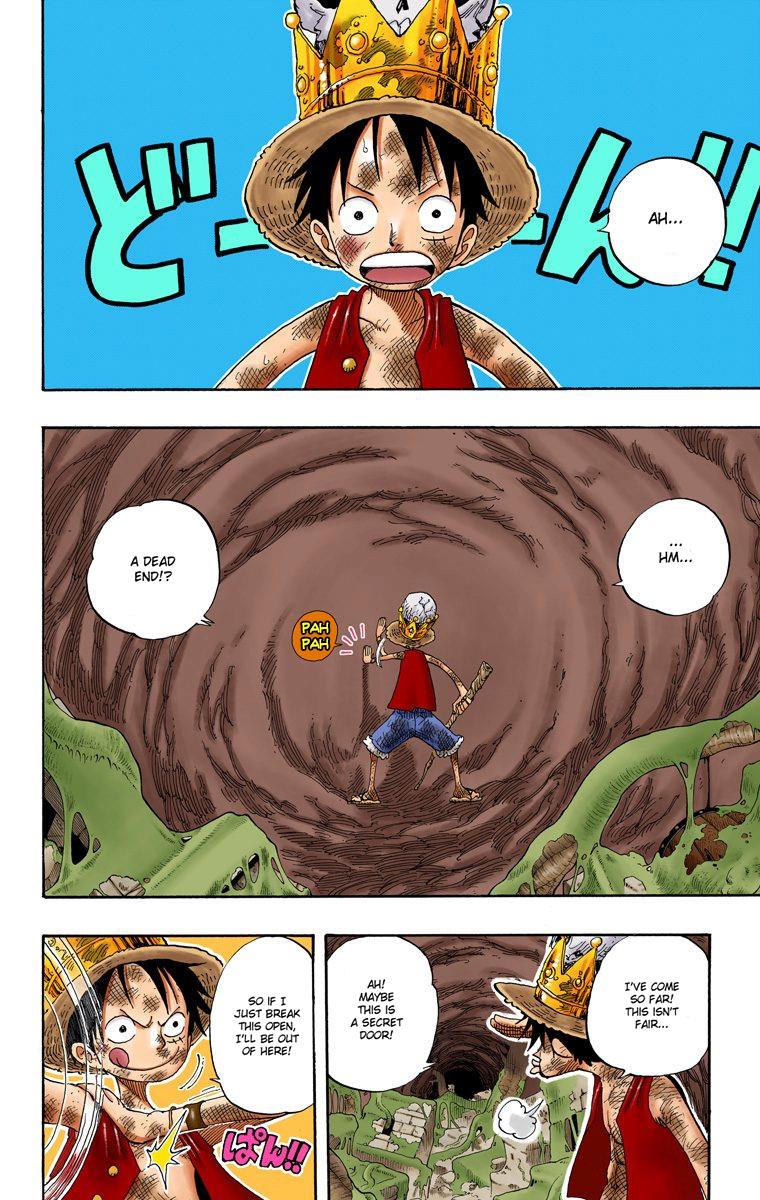 どーーん!!
AH...
...
HM...
A DEAD
END!?
PAH
PAH
I'VE COME
SO FAR!
THIS ISN'T
FAIR...
AH!
MAYBE
THIS IS
A SECRET
DOOR!
SO IF I
JUST BREAK
THIS OPEN,
I'LL BE OUT
OF HERE!
ぱん!!